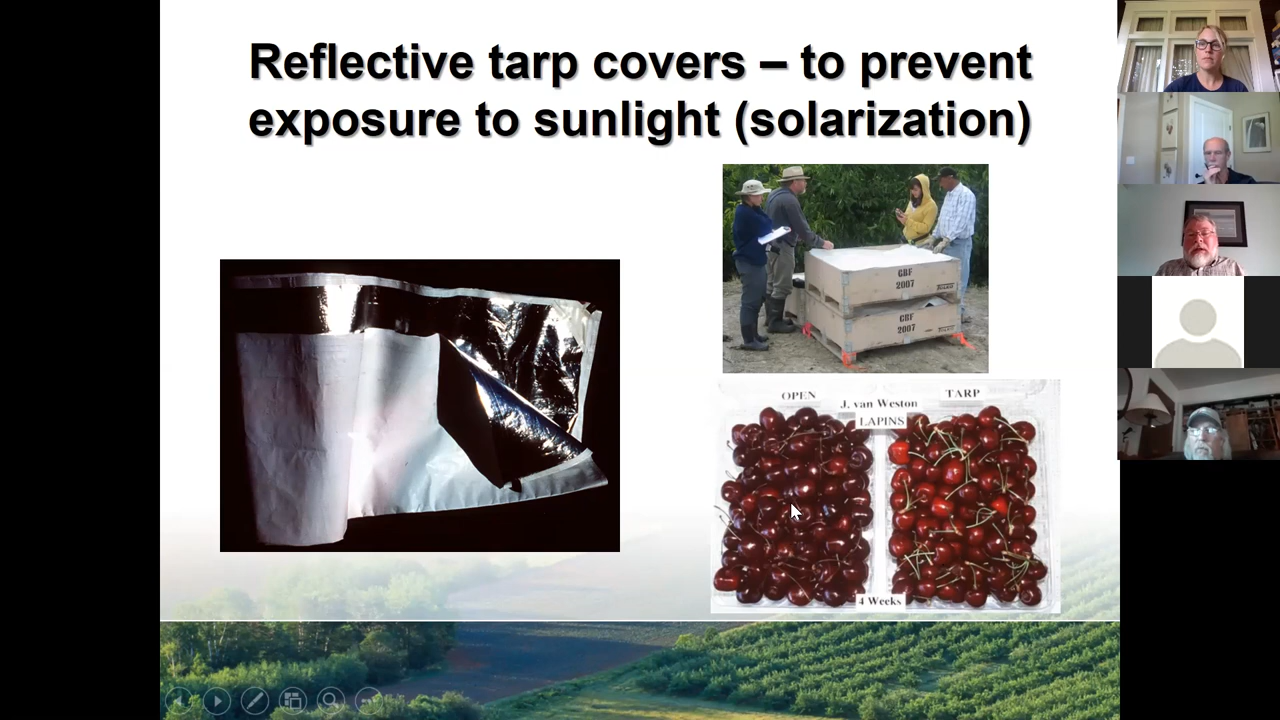 Reflective tarp covers – to prevent
exposure to sunlight (solarization)
GBF
2007
GBF
2007
OPEN
J. van Weston
TARP
LAPINS
4 Weeks